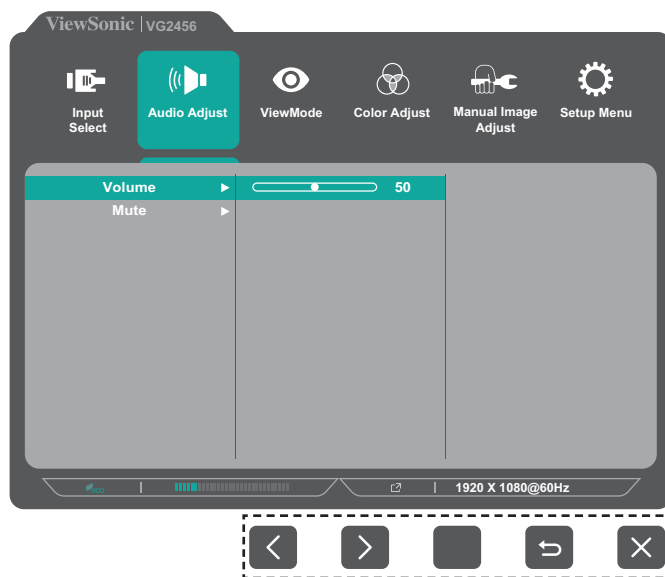 ViewSonic | VG2456
Input
Select
Audio Adjust
ViewMode
Color Adjust
Manual Image
Adjust
Setup Menu
Volume
50
Mute
eco
1920 X 1080@60Hz